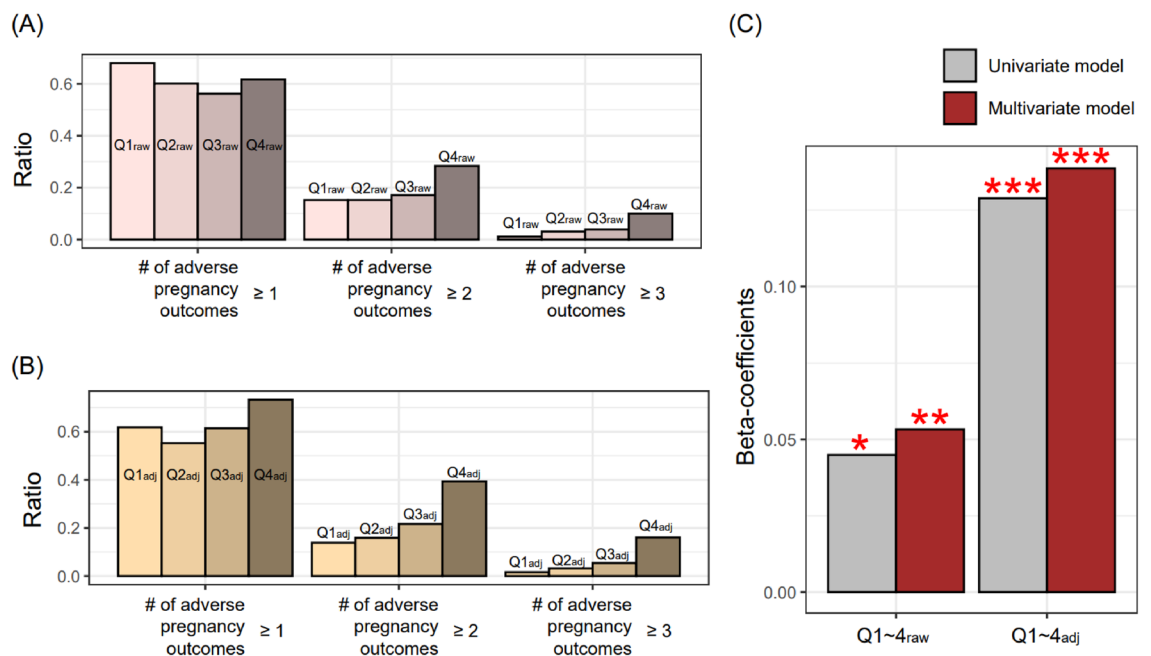 (A)
Ratio
0.6
0.4
0.2
0.0
Q1raw
Q2raw
Q3raw
Q4raw
Q1raw
Q2raw
Q3raw
Q4raw
Q1raw
Q2raw
Q3raw
Q4raw
# of adverse
pregnancy
outcomes
≥ 1
# of adverse
pregnancy
outcomes
≥ 2
# of adverse
pregnancy
outcomes
≥ 3
(B)
Ratio
0.6
0.4
0.2
0.0
Q1adj
Q2adj
Q3adj
Q4adj
Q1adj
Q2adj
Q3adj
Q4adj
Q1adj
Q2adj
Q3adj
Q4adj
# of adverse
pregnancy
outcomes
≥ 1
# of adverse
pregnancy
outcomes
≥ 2
# of adverse
pregnancy
outcomes
≥ 3
(C)
Univariate model
Multivariate model
Beta-coefficients
0.10
0.05
0.00
*
**
***
***
Q1~4raw
Q1~4adj